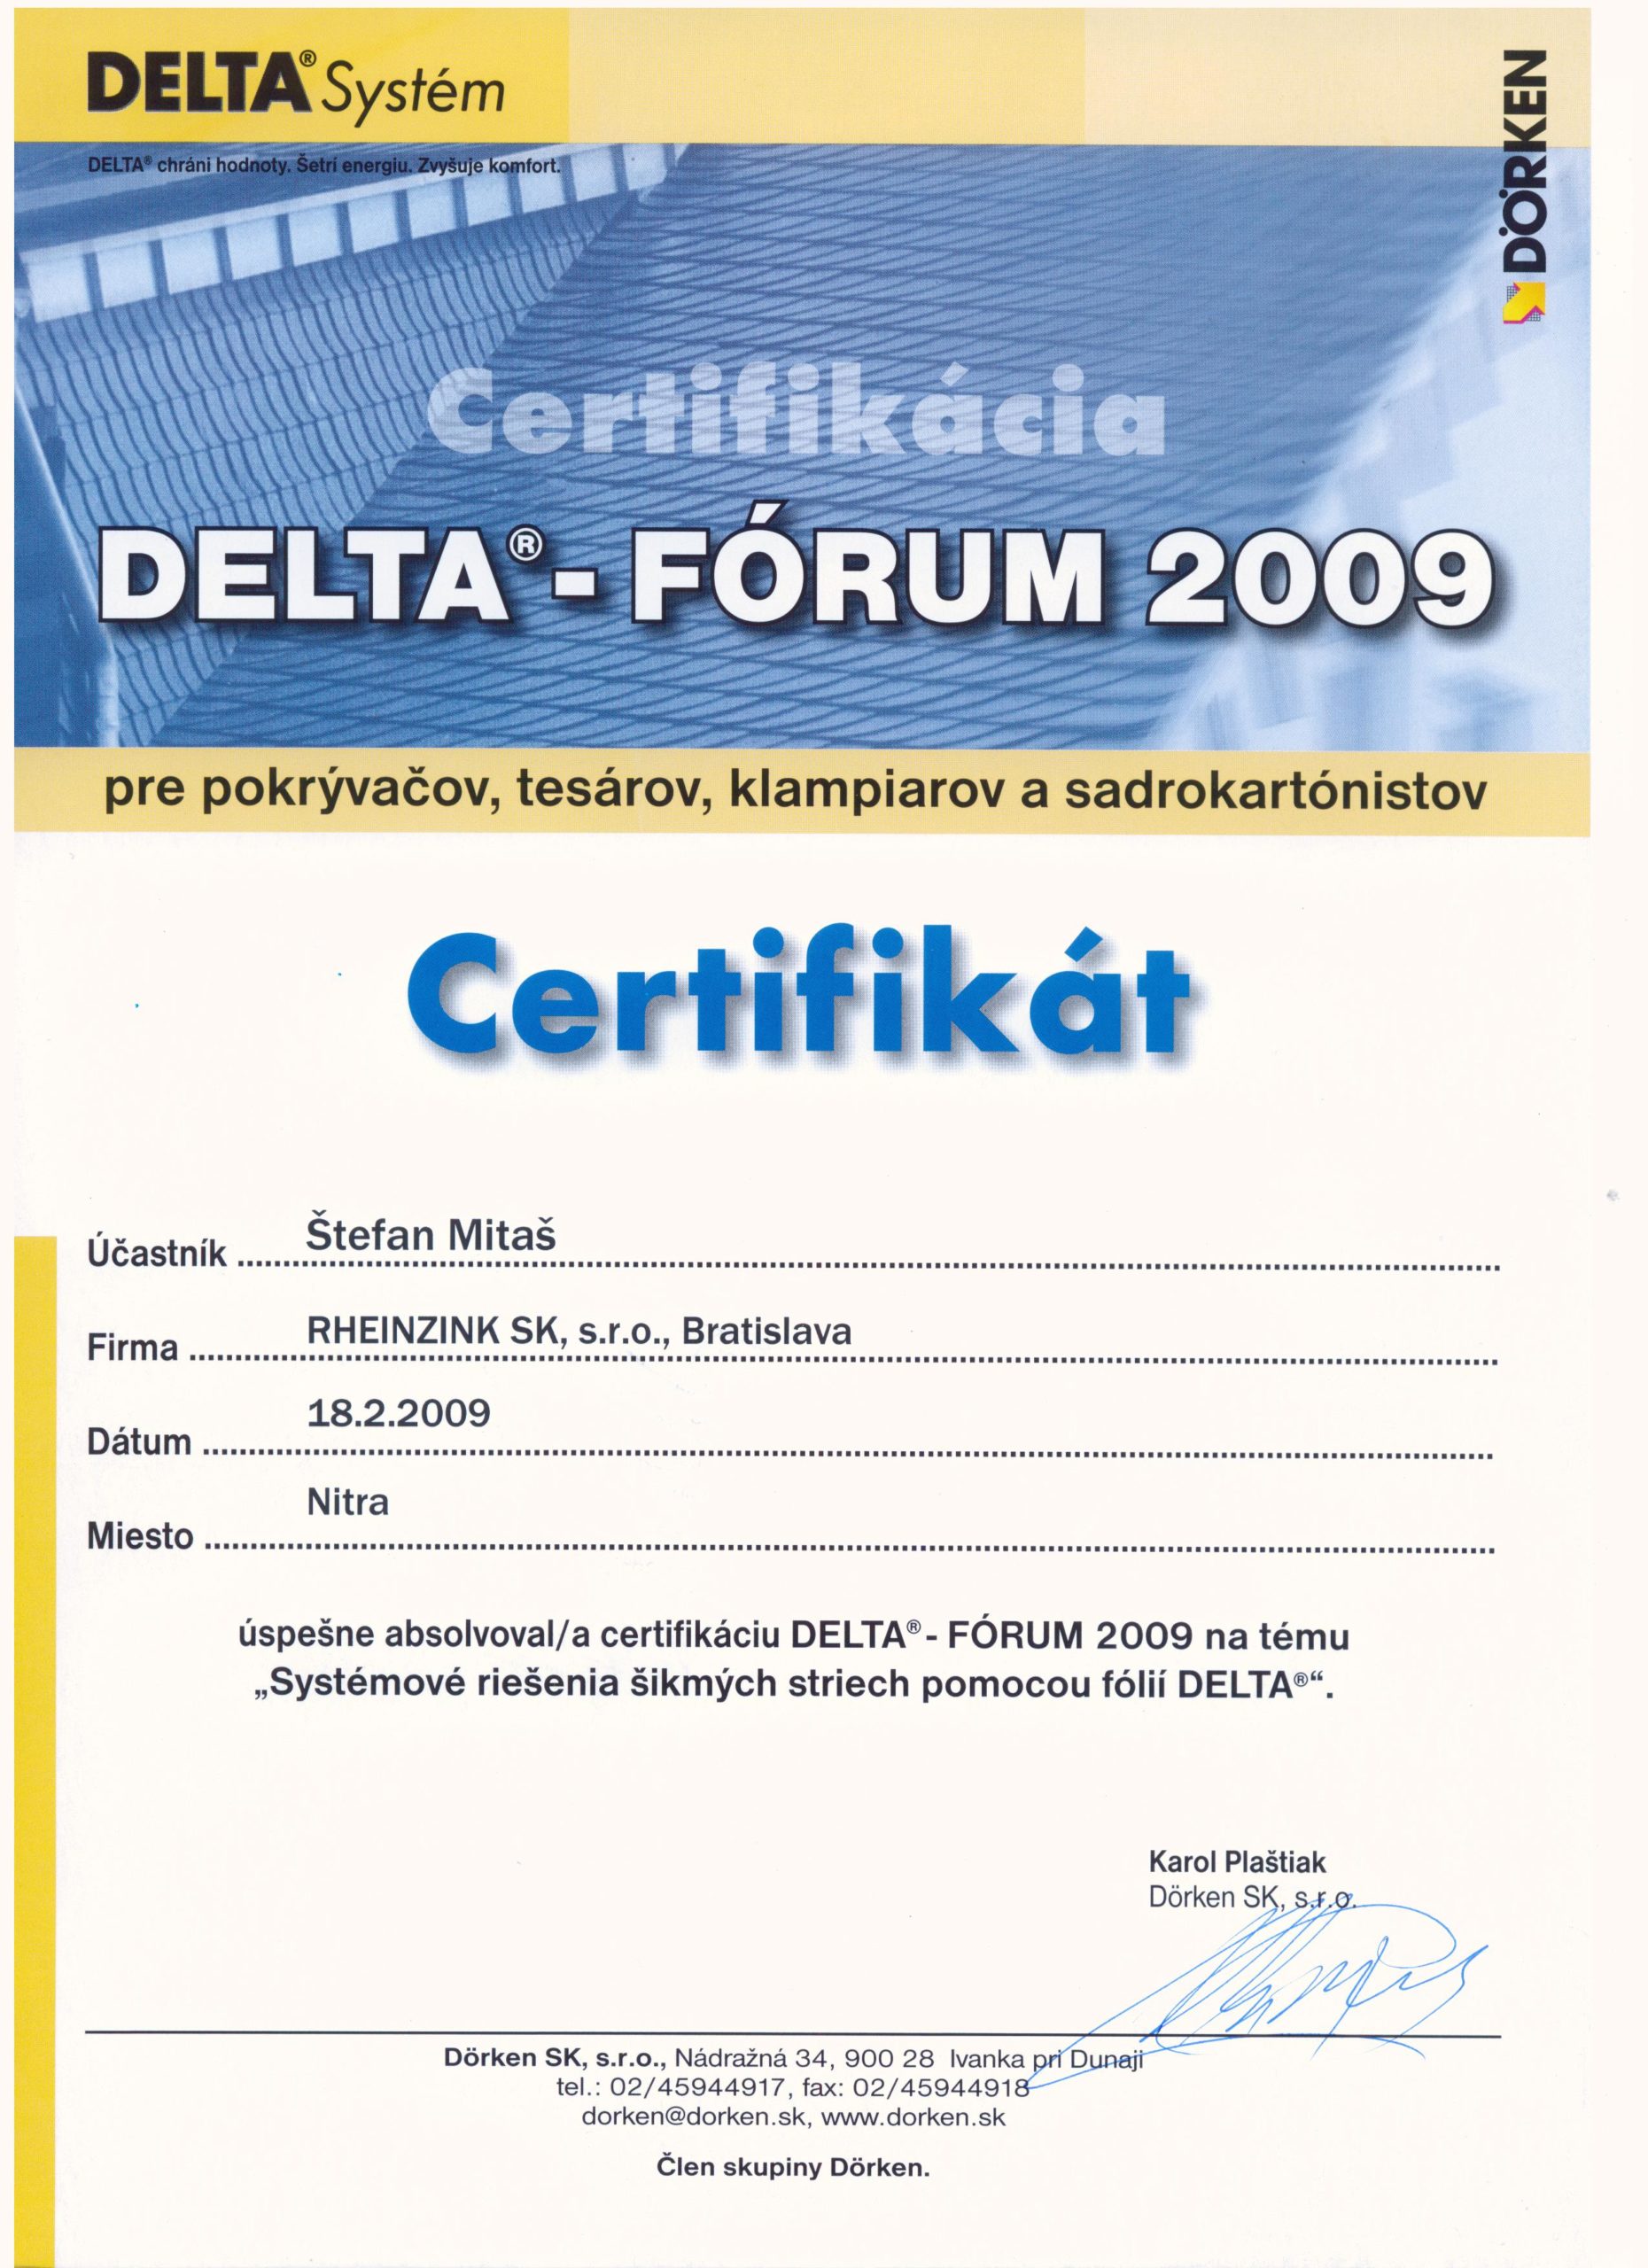 DELTA® Systém
DÖRKEN
DELTA® chráni hodnoty. Šetrí energiu. Zvyšuje komfort.
Certifikácia
DELTA® - FÓRUM 2009
pre pokrývačov, tesárov, klampiarov a sadrokartónistov
Certifikát
Účastník Štefan Mitaš
Firma RHEINZINK SK, s.r.o., Bratislava
Dátum 18.2.2009
Miesto Nitra
úspešne absolvoval/a certifikáciu DELTA® - FÓRUM 2009 na tému
„Systémové riešenia šikmých striech pomocou fólií DELTA®“.
Karol Plaštiak
Dörken SK, s.r.o.
Dörken SK, s.r.o., Nádražná 34, 900 28 Ivanka pri Dunaji
tel.: 02/45944917, fax: 02/45944918
dorken@dorken.sk, www.dorken.sk
Člen skupiny Dörken.